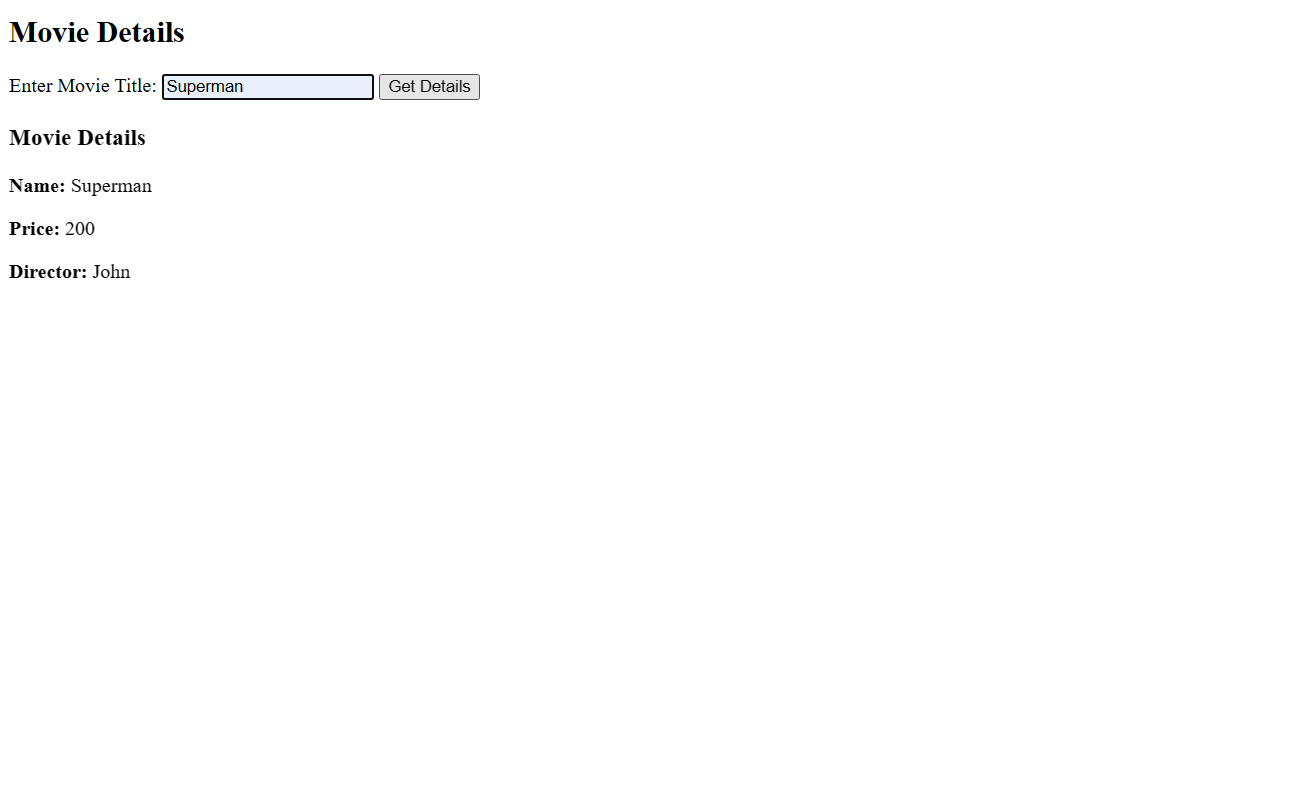 Movie Details
Enter Movie Title: Superman Get Details
Movie Details
Name: Superman
Price: 200
Director: John